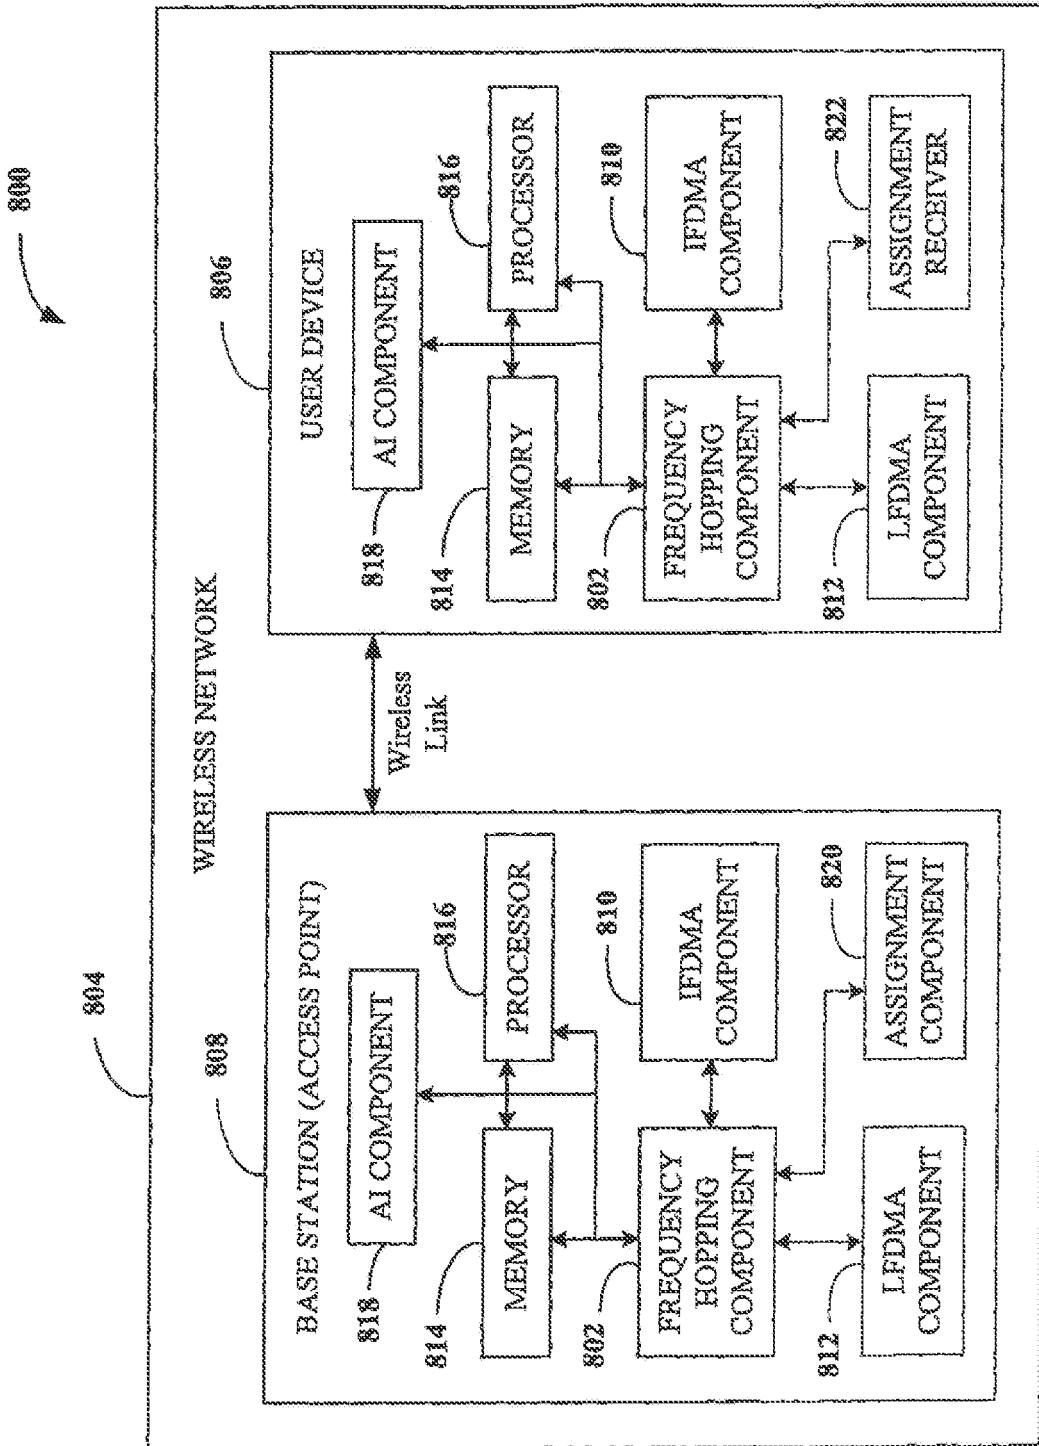 800
804
WIRELESS NETWORK
808
BASE STATION (ACCESS POINT)
818
AI COMPONENT
814
MEMORY
816
PROCESSOR
802
FREQUENCY
HOPPING
COMPONENT
810
IFDMA
COMPONENT
812
LFDMA
COMPONENT
820
ASSIGNMENT
COMPONENT
Wireless
Link
806
USER DEVICE
818
AI COMPONENT
814
MEMORY
816
PROCESSOR
802
FREQUENCY
HOPPING
COMPONENT
810
IFDMA
COMPONENT
812
LFDMA
COMPONENT
822
ASSIGNMENT
RECEIVER